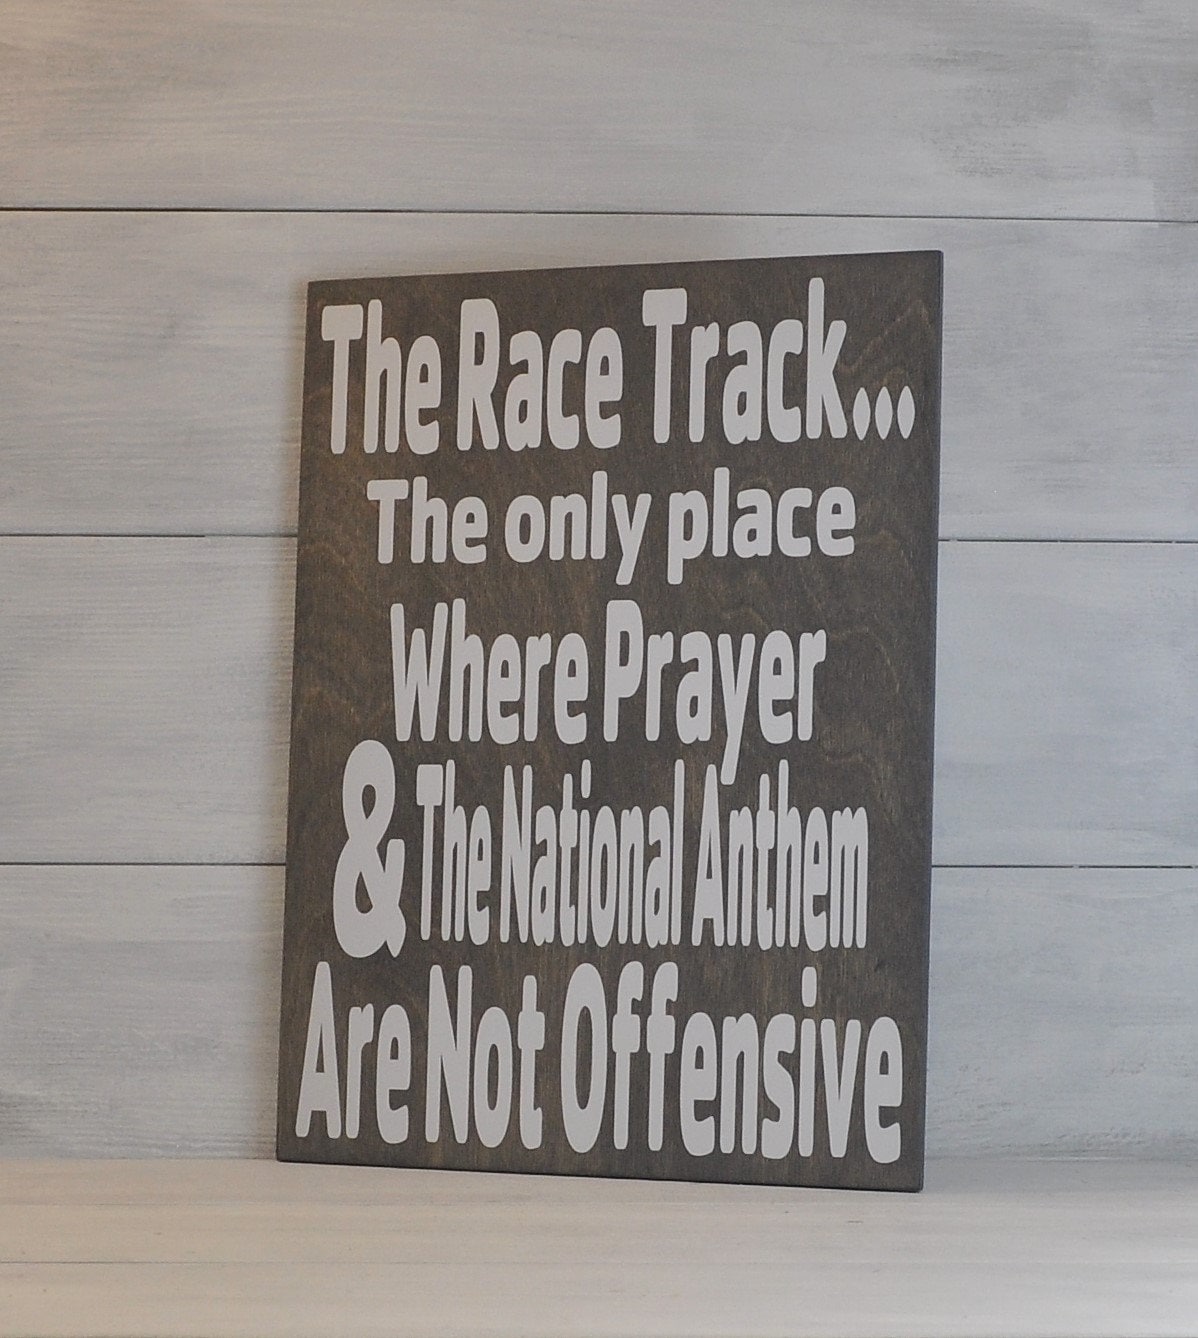 The Race Track...
The only place
Where Prayer
& The National Anthem
Are Not Offensive